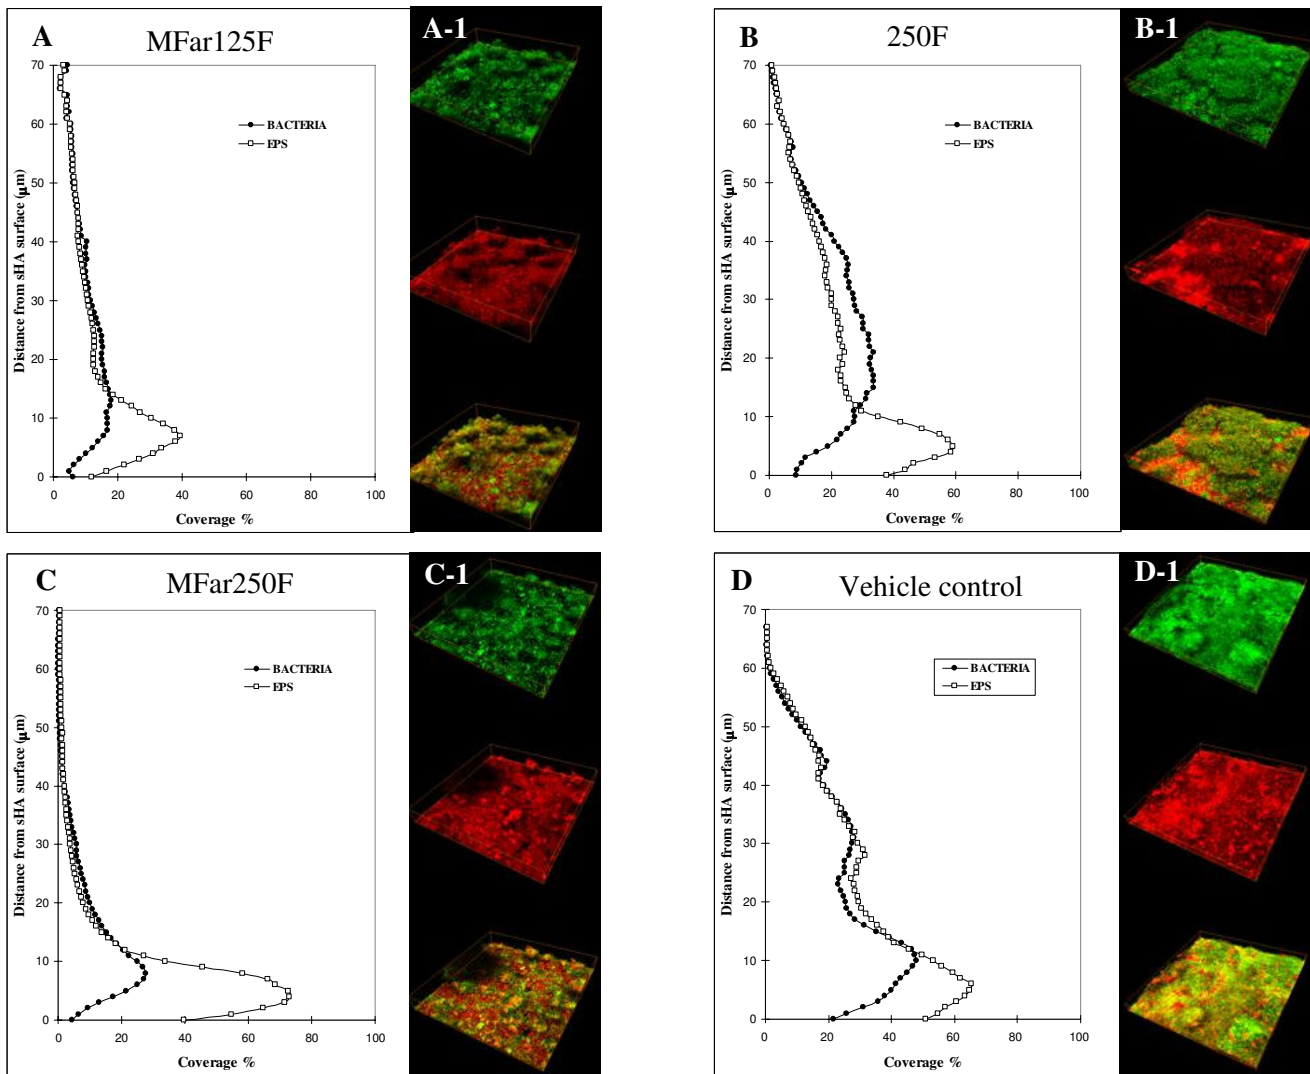 A
MFar125F
A-1
70
60
50
40
30
20
10
0
Distance from sHA surface (μm)
BACTERIA
EPS
0 20 40 60 80 100
Coverage %
B
250F
B-1
70
60
50
40
30
20
10
0
Distance from sHA surface (μm)
BACTERIA
EPS
0 20 40 60 80 100
Coverage %
C
MFar250F
C-1
70
60
50
40
30
20
10
0
Distance from sHA surface (μm)
BACTERIA
EPS
0 20 40 60 80 100
Coverage %
D
Vehicle control
D-1
70
60
50
40
30
20
10
0
Distance from sHA surface (μm)
BACTERIA
EPS
0 20 40 60 80 100
Coverage %